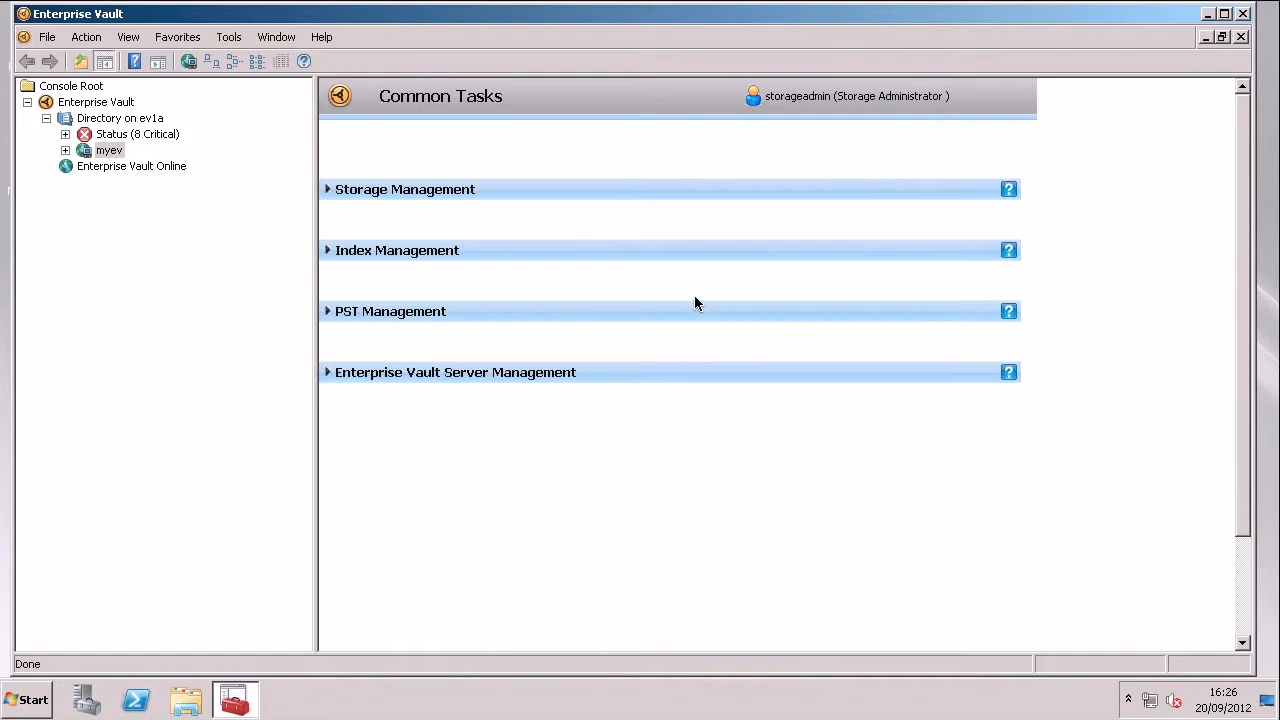 Enterprise Vault
File Action View Favorites Tools Window Help
Console Root
Enterprise Vault
Directory on ev1a
Status (8 Critical)
myev
Enterprise Vault Online
Common Tasks
storageadmin (Storage Administrator )
Storage Management
Index Management
PST Management
Enterprise Vault Server Management
Done
Start
16:26
20/09/2012